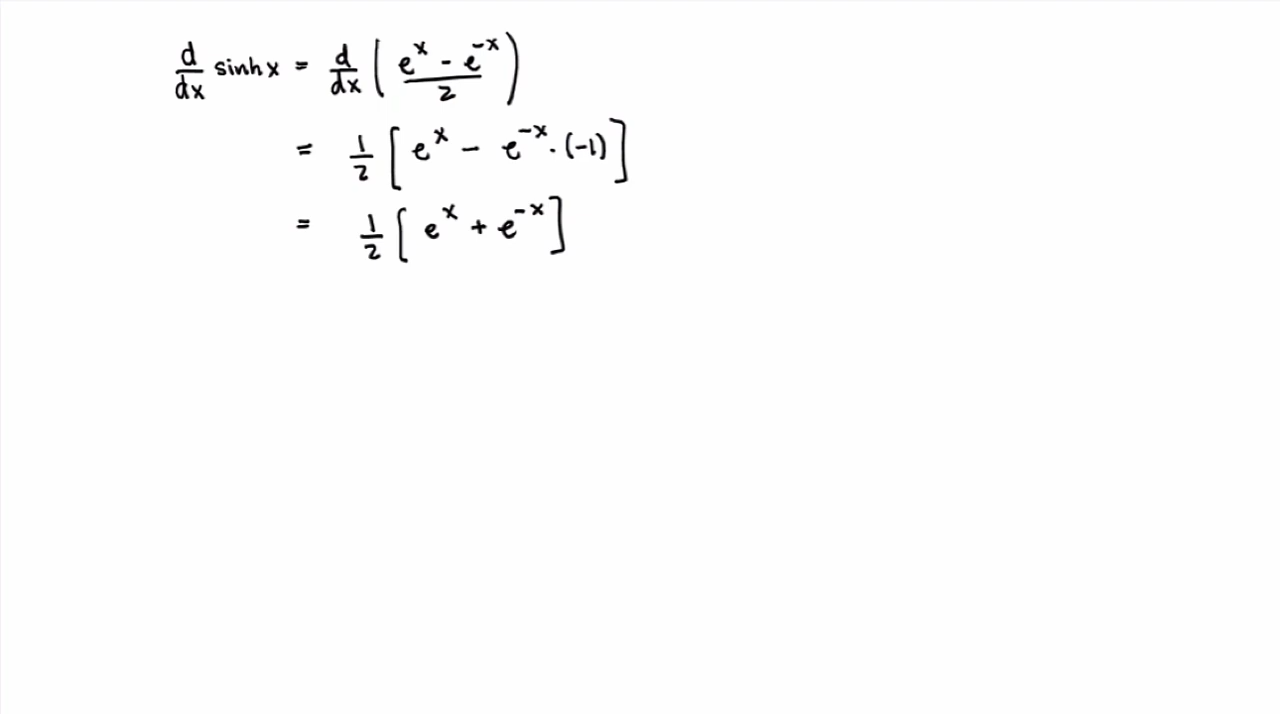 d/dx sinh x = d/dx ( (e^x - e^-x)/2 )
= 1/2 [ e^x - e^-x · (-1) ]
= 1/2 [ e^x + e^-x ]